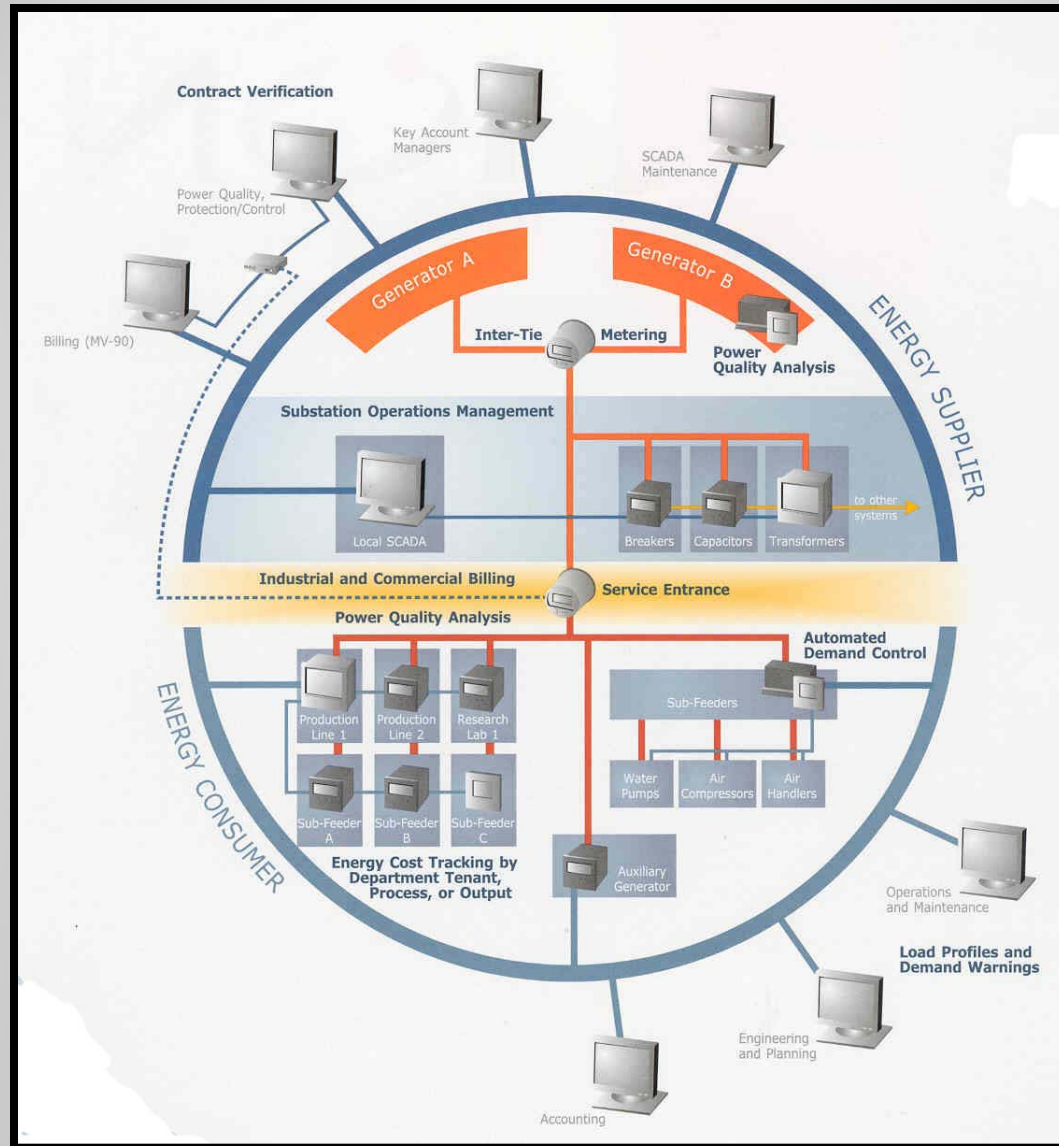 Contract Verification
Key Account
Managers
SCADA
Maintenance
Power Quality,
Protection/Control
Billing (MV-90)
Generator A
Generator B
Inter-Tie
Metering
Power
Quality Analysis
ENERGY SUPPLIER
Substation Operations Management
Local SCADA
Breakers
Capacitors
Transformers
to other
systems
Industrial and Commercial Billing
Service Entrance
Power Quality Analysis
Automated
Demand Control
Production
Line 1
Production
Line 2
Research
Lab 1
Sub-Feeders
Water
Pumps
Air
Compressors
Air
Handlers
Sub-Feeder
A
Sub-Feeder
B
Sub-Feeder
C
ENERGY CONSUMER
Energy Cost Tracking by
Department Tenant,
Process, or Output
Auxiliary
Generator
Operations
and Maintenance
Load Profiles and
Demand Warnings
Engineering
and Planning
Accounting